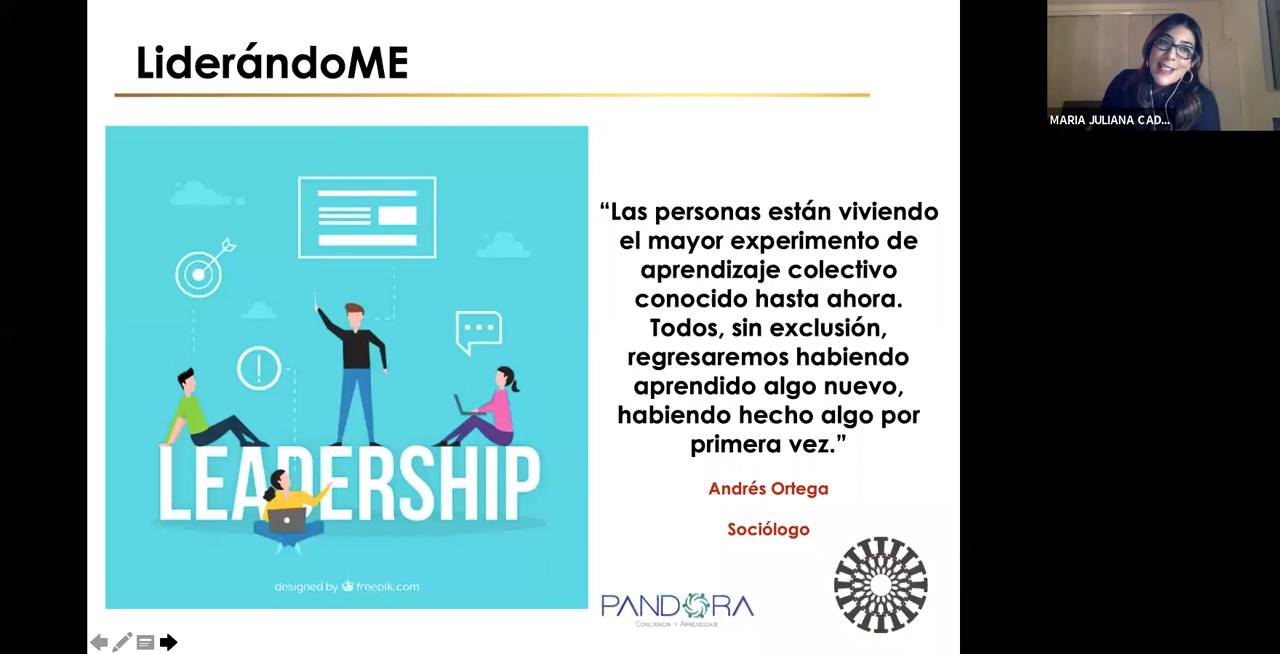 LiderándoME
MARIA JULIANA CAD...
“Las personas están viviendo
el mayor experimento de
aprendizaje colectivo
conocido hasta ahora.
Todos, sin exclusión,
regresaremos habiendo
aprendido algo nuevo,
habiendo hecho algo por
primera vez.”
Andrés Ortega
Sociólogo
LEADERSHIP
designed by freepik.com
PANDORA
Conciencia y Aprendizaje